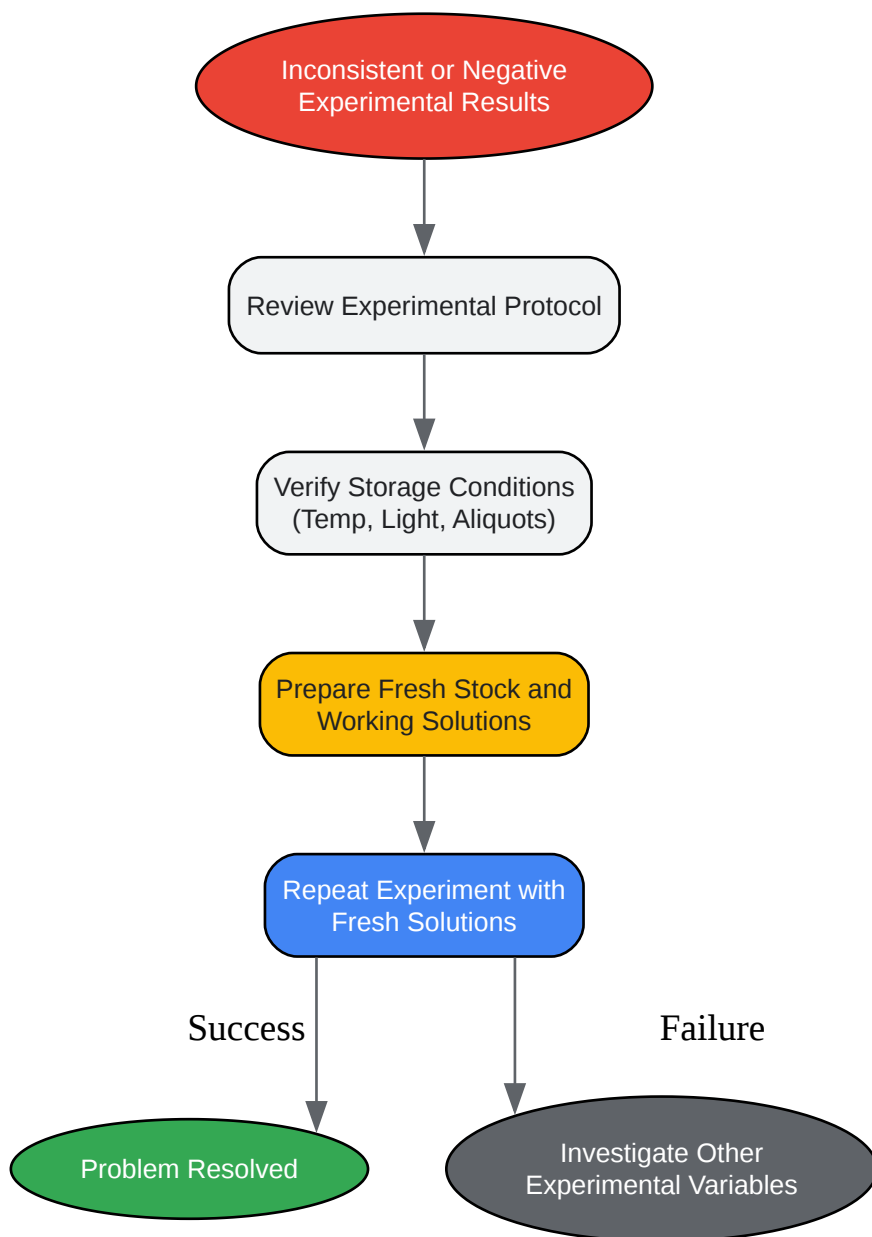 Inconsistent or Negative
Experimental Results
Review Experimental Protocol
Verify Storage Conditions
(Temp, Light, Aliquots)
Prepare Fresh Stock and
Working Solutions
Repeat Experiment with
Fresh Solutions
Success
Failure
Problem Resolved
Investigate Other
Experimental Variables